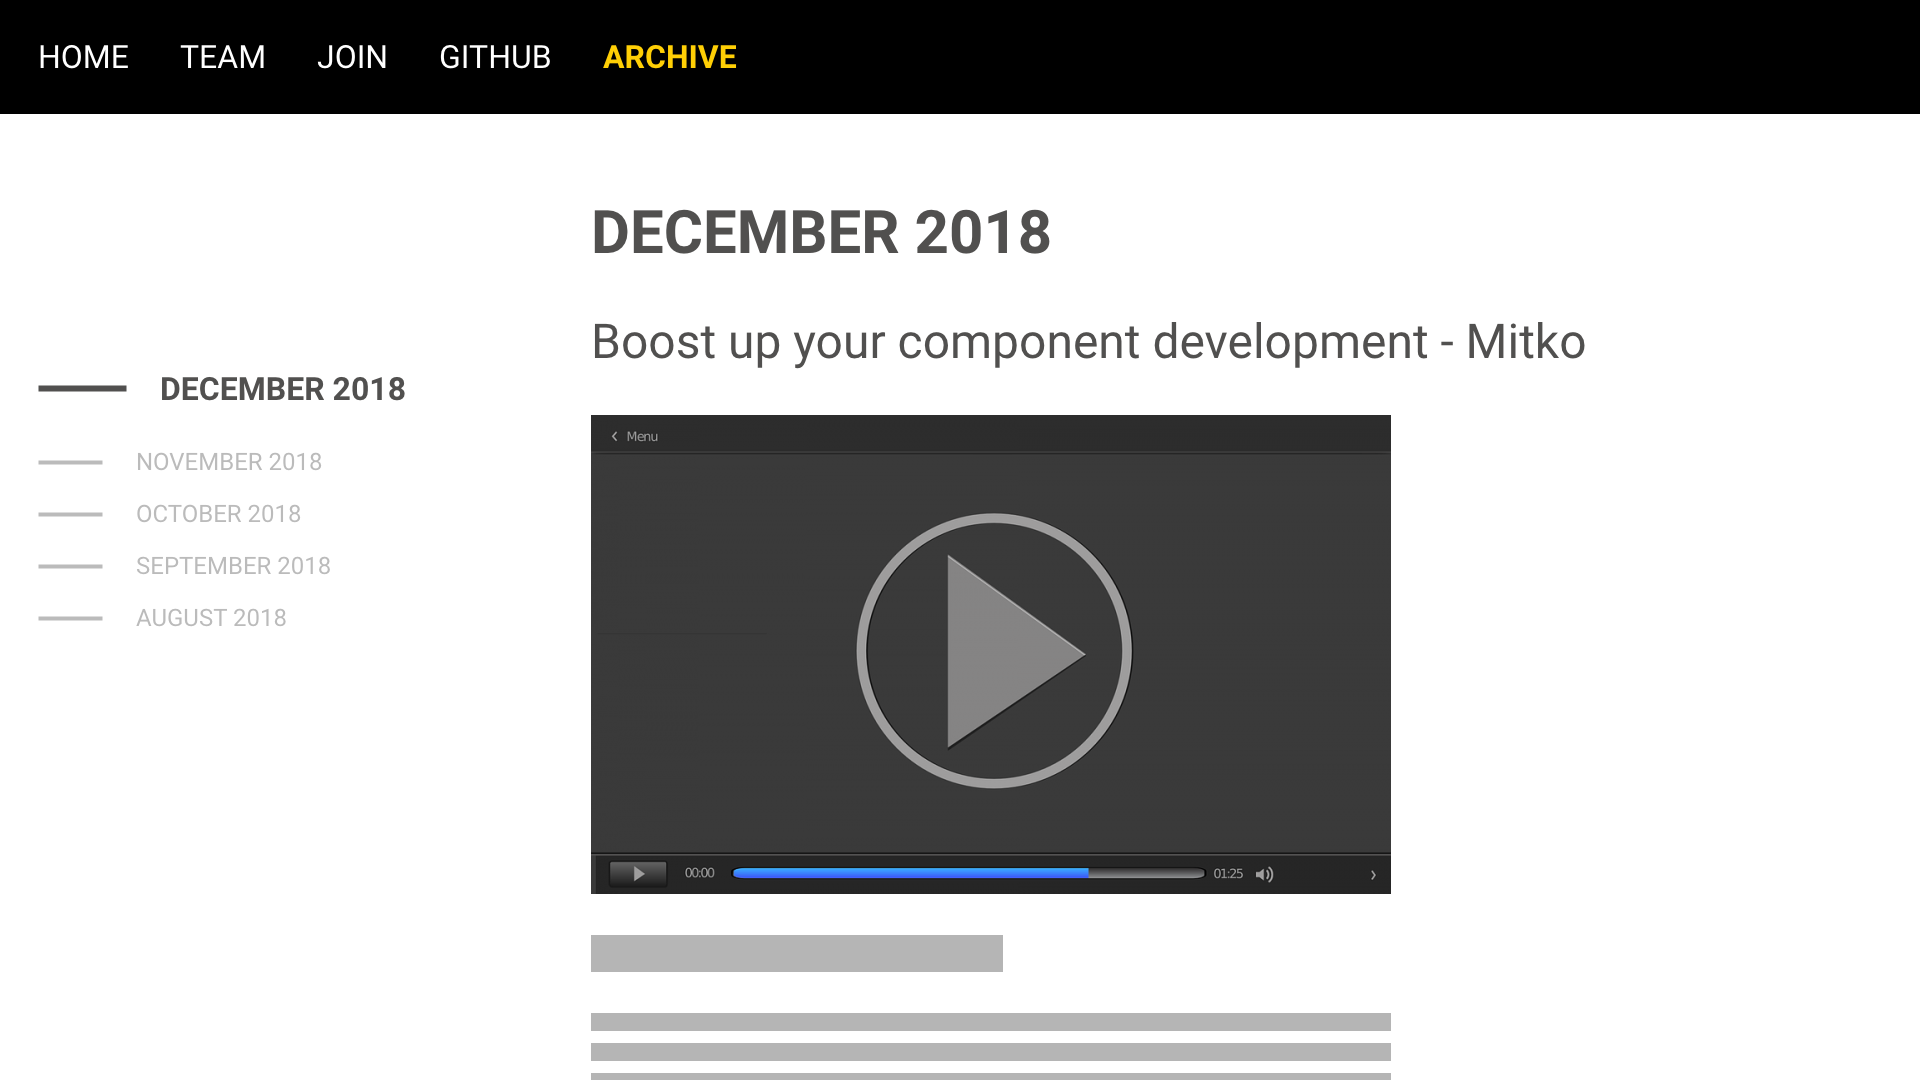 HOME TEAM JOIN GITHUB ARCHIVE
DECEMBER 2018
Boost up your component development - Mitko
DECEMBER 2018
NOVEMBER 2018
OCTOBER 2018
SEPTEMBER 2018
AUGUST 2018
Menu
00:00 01:25